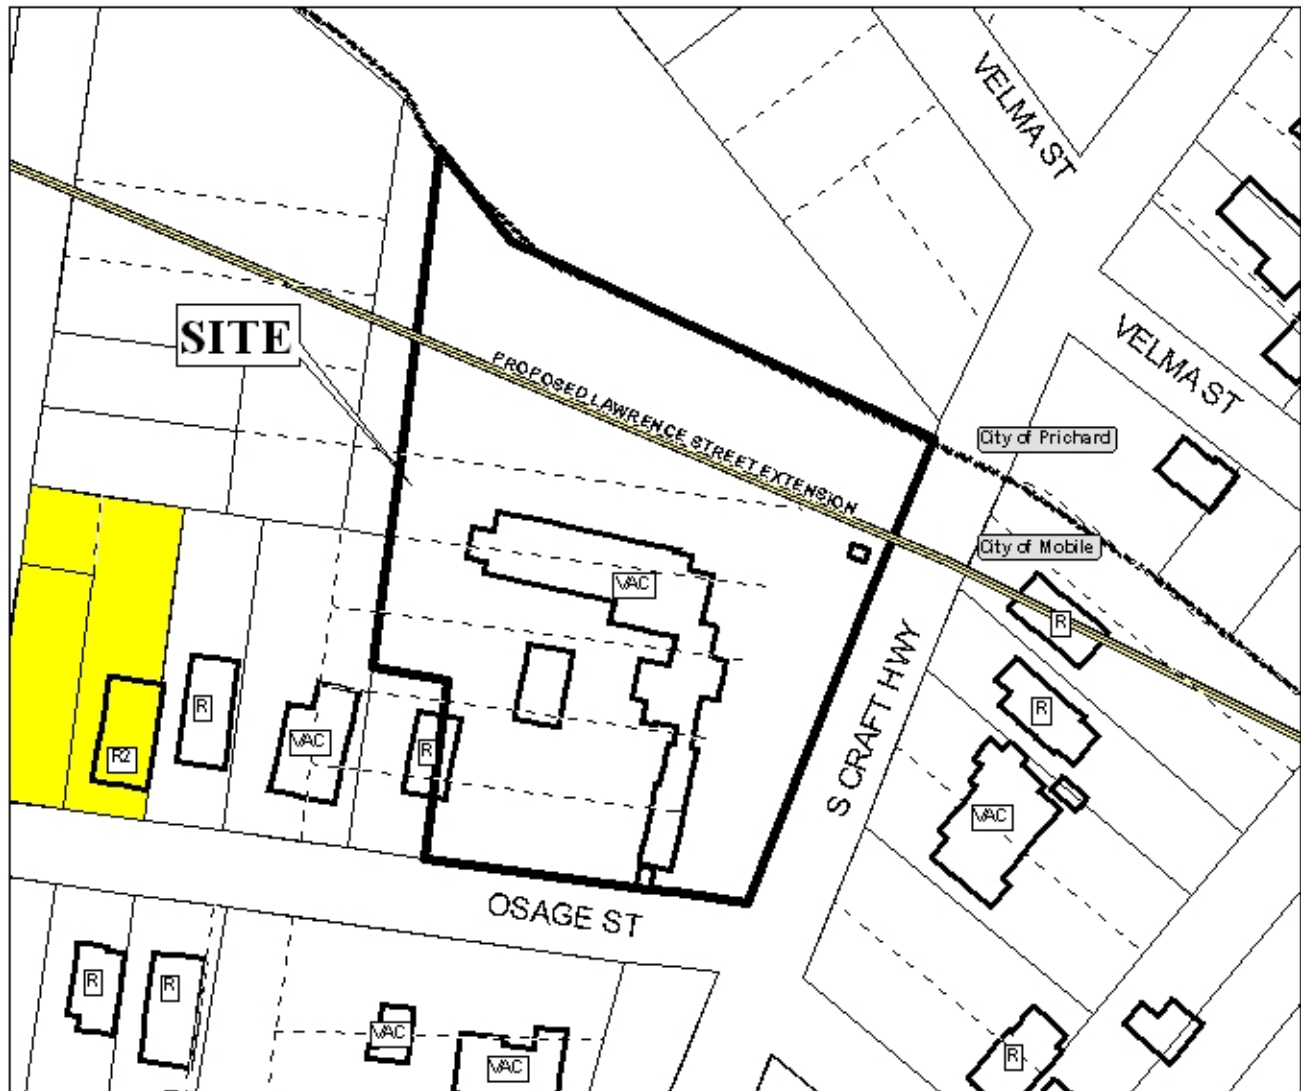 VELMA ST
SITE
VELMA ST
PROPOSED LAWRENCE STREET EXTENSION
City of Prichard
City of Mobile
VAC
R
R
R
VAC
R
R2
S CRAFT HWY
VAC
OSAGE ST
R
R
VAC
VAC
R